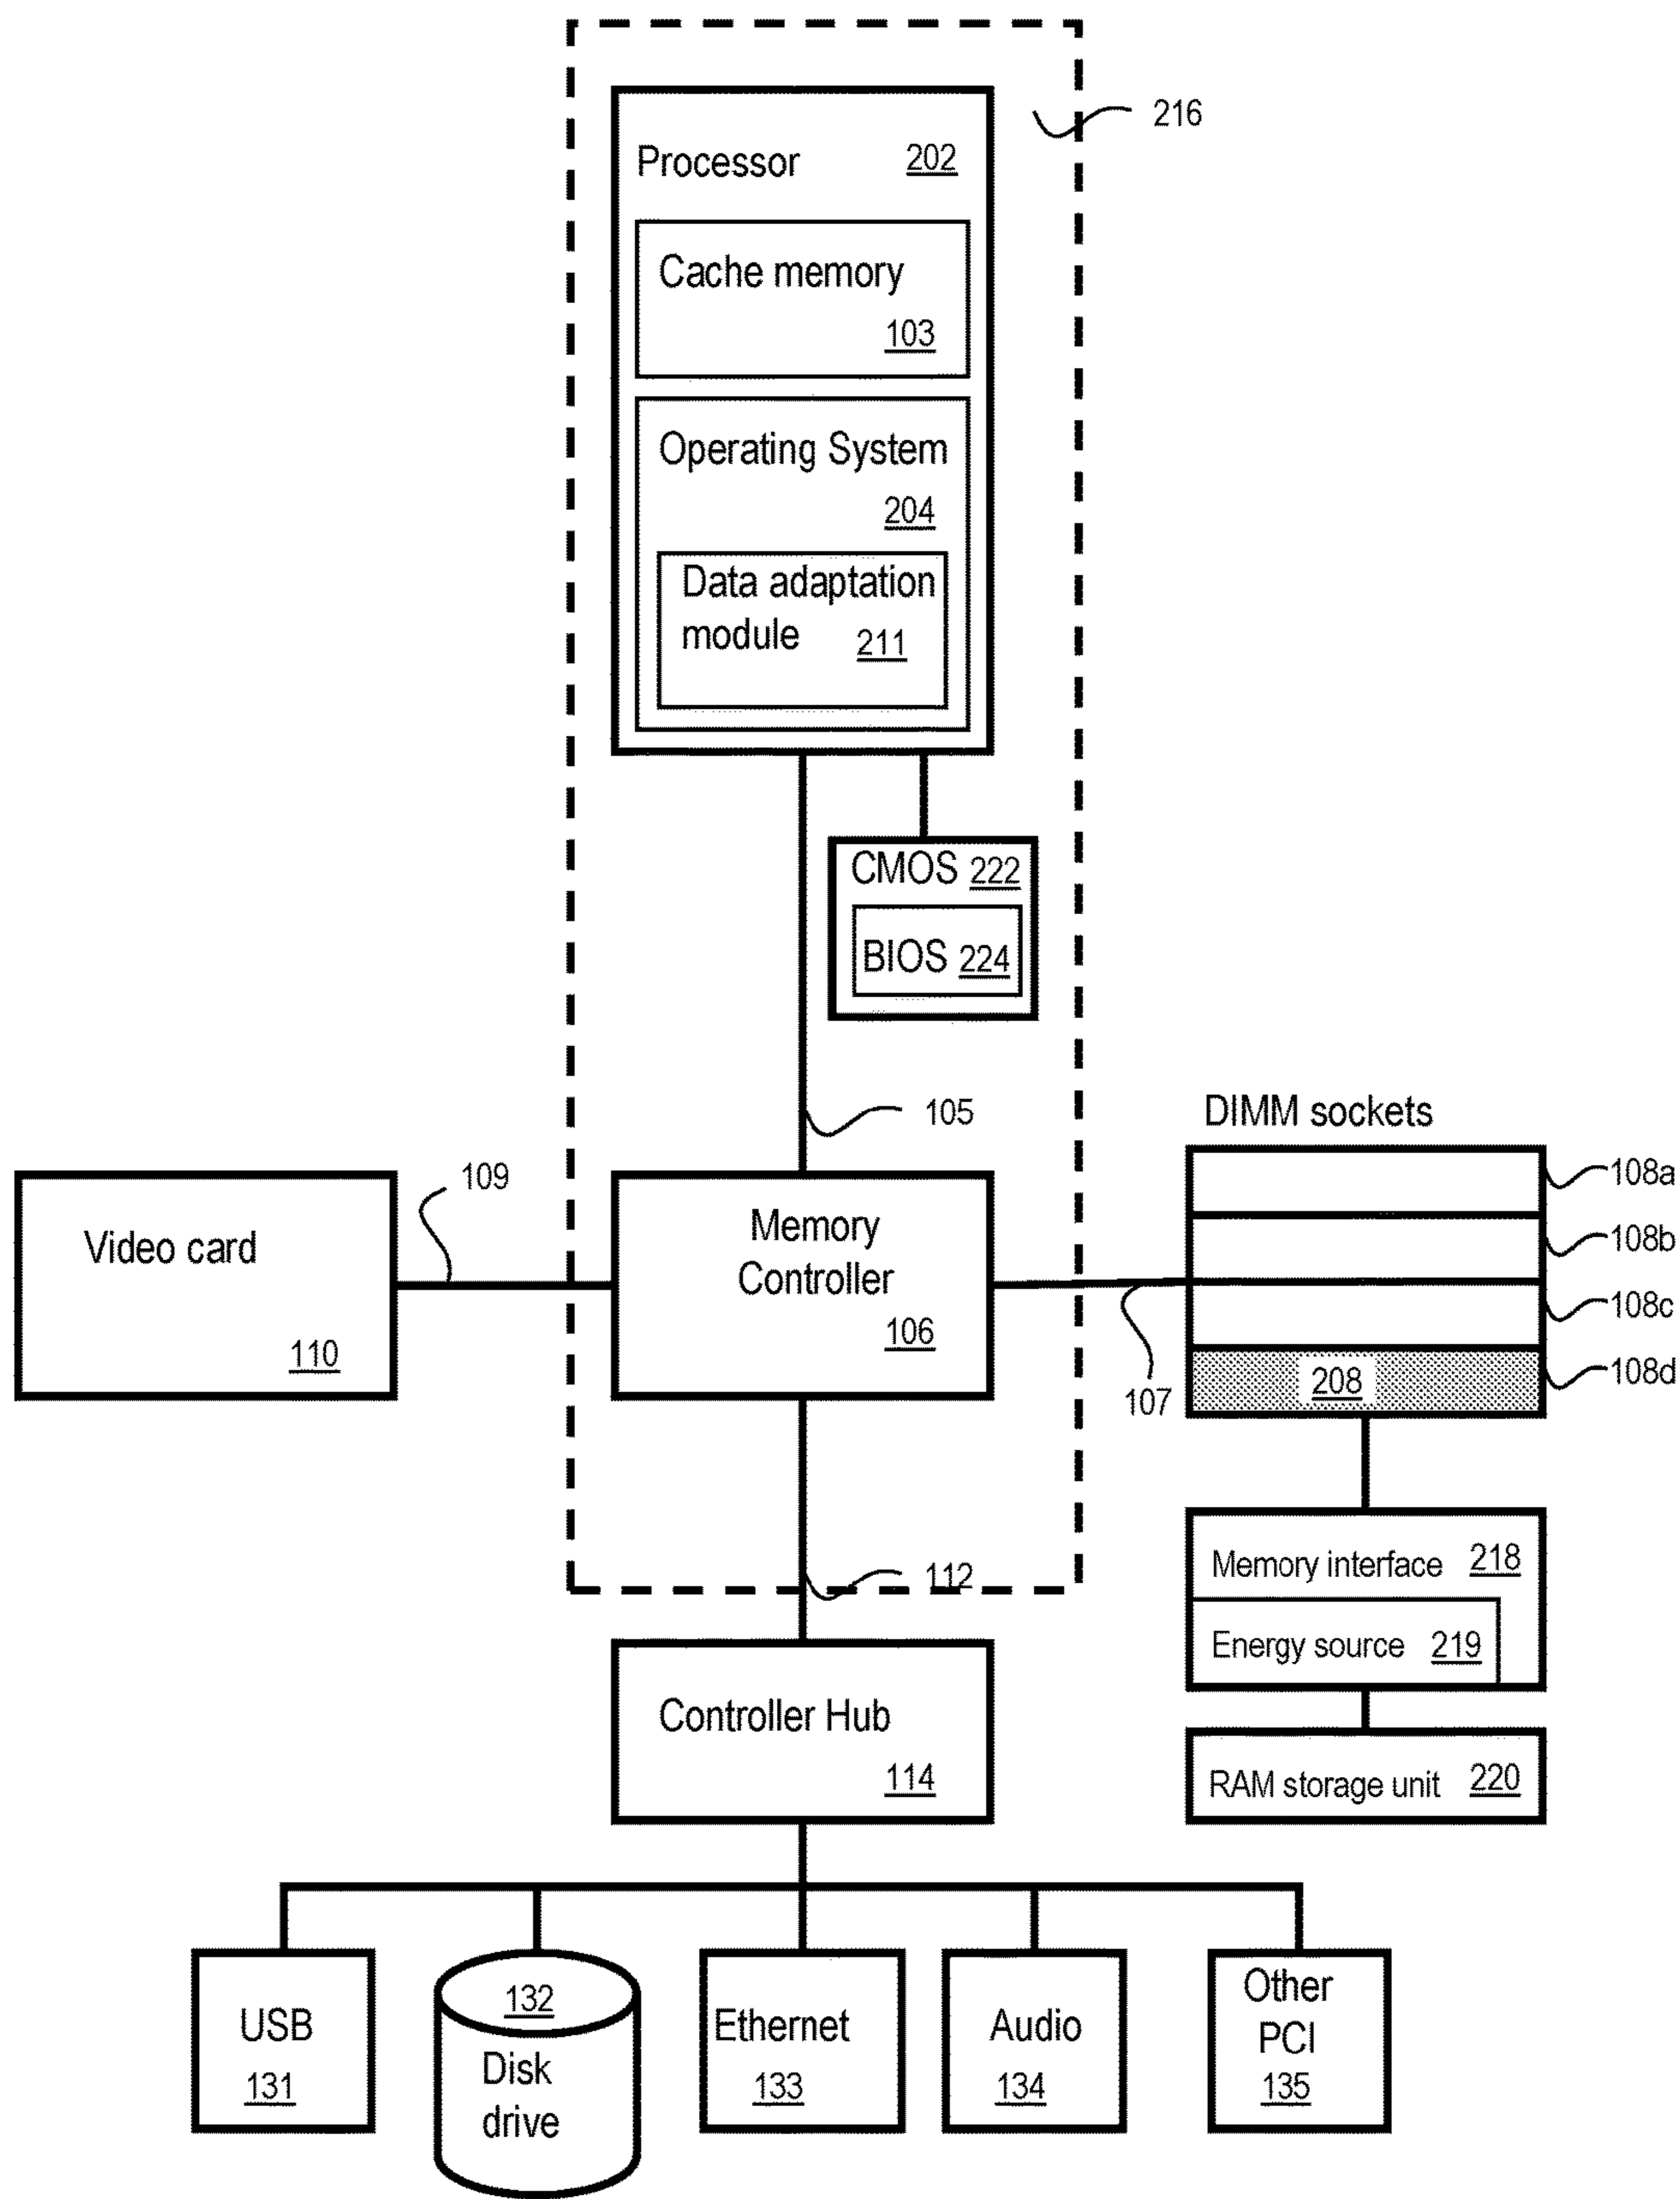 216
Processor 202
Cache memory
103
Operating System
204
Data adaptation
module 211
CMOS 222
BIOS 224
105
DIMM sockets
108a
108b
108c
208 108d
107
109
Video card
110
Memory
Controller
106
112
Memory interface 218
Energy source 219
RAM storage unit 220
Controller Hub
114
USB
131
132
Disk
drive
Ethernet
133
Audio
134
Other
PCI
135